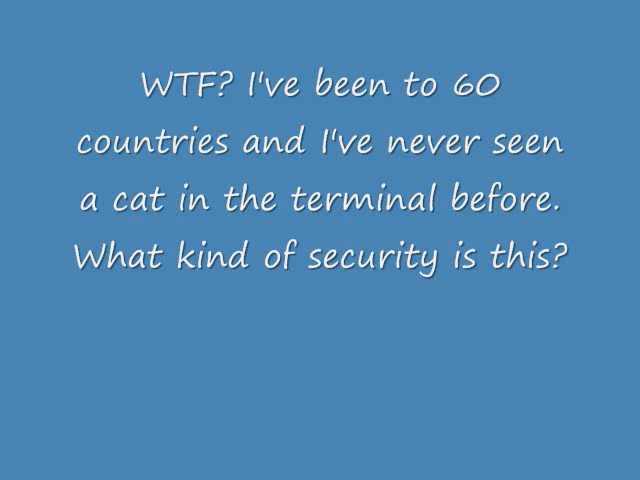 WTF? I've been to 60
countries and I've never seen
a cat in the terminal before.
What kind of security is this?